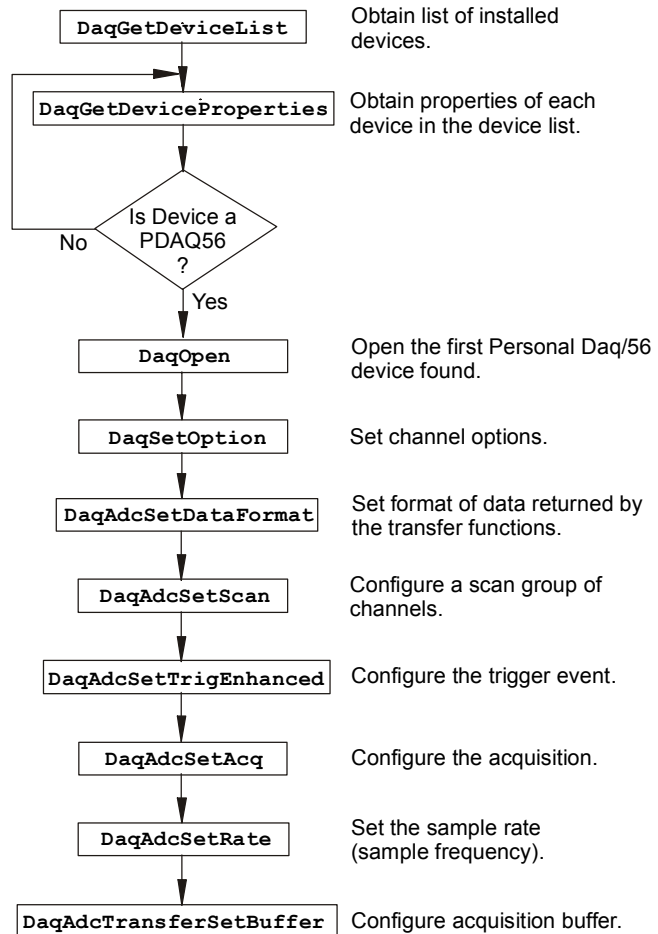 DaqGetDeviceList
Obtain list of installed
devices.
DaqGetDeviceProperties
Obtain properties of each
device in the device list.
Is Device a
PDAQ56
?
No
Yes
DaqOpen
Open the first Personal Daq/56
device found.
DaqSetOption
Set channel options.
DaqAdcSetDataFormat
Set format of data returned by
the transfer functions.
DaqAdcSetScan
Configure a scan group of
channels.
DaqAdcSetTrigEnhanced
Configure the trigger event.
DaqAdcSetAcq
Configure the acquisition.
DaqAdcSetRate
Set the sample rate
(sample frequency).
DaqAdcTransferSetBuffer
Configure acquisition buffer.